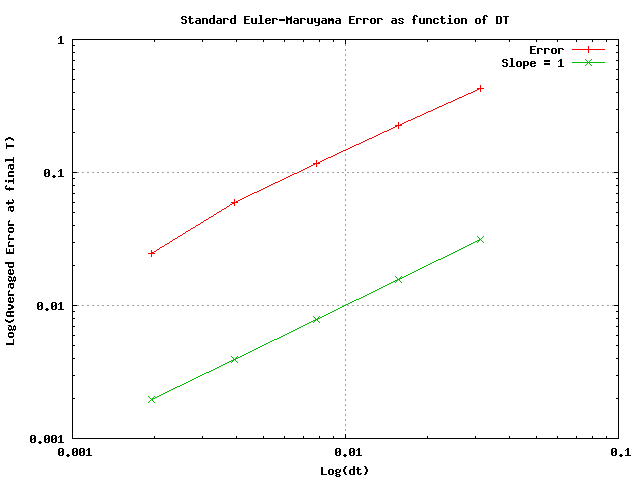 Standard Euler-Maruyama Error as function of DT
1
Error
Slope = 1
0.1
Log(Averaged Error at final T)
0.01
0.001
0.001
0.01
0.1
Log(dt)